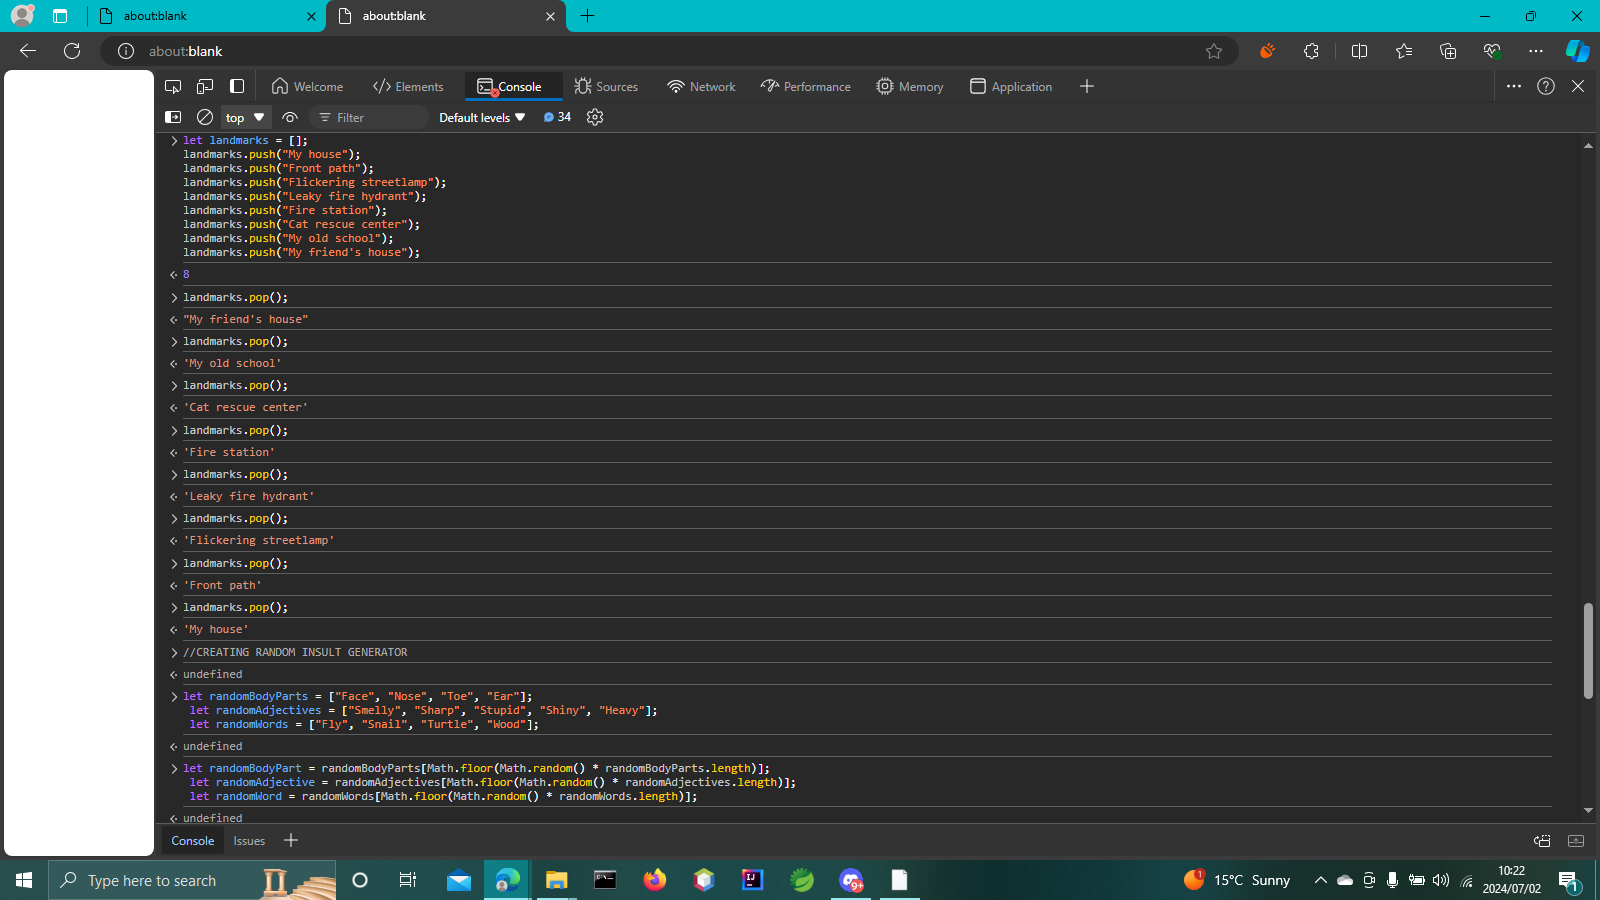 about:blank
about:blank
about:blank
Welcome
Elements
Console
Sources
Network
Performance
Memory
Application
top
Filter
Default levels
34
let landmarks = [];
landmarks.push("My house");
landmarks.push("Front path");
landmarks.push("Flickering streetlamp");
landmarks.push("Leaky fire hydrant");
landmarks.push("Fire station");
landmarks.push("Cat rescue center");
landmarks.push("My old school");
landmarks.push("My friend's house");
8
landmarks.pop();
"My friend's house"
landmarks.pop();
'My old school'
landmarks.pop();
'Cat rescue center'
landmarks.pop();
'Fire station'
landmarks.pop();
'Leaky fire hydrant'
landmarks.pop();
'Flickering streetlamp'
landmarks.pop();
'Front path'
landmarks.pop();
'My house'
//CREATING RANDOM INSULT GENERATOR
undefined
let randomBodyParts = ["Face", "Nose", "Toe", "Ear"];
let randomAdjectives = ["Smelly", "Sharp", "Stupid", "Shiny", "Heavy"];
let randomWords = ["Fly", "Snail", "Turtle", "Wood"];
undefined
let randomBodyPart = randomBodyParts[Math.floor(Math.random() * randomBodyParts.length)];
let randomAdjective = randomAdjectives[Math.floor(Math.random() * randomAdjectives.length)];
let randomWord = randomWords[Math.floor(Math.random() * randomWords.length)];
undefined
Console
Issues
Type here to search
9+
1
15°C Sunny
10:22
2024/07/02
1